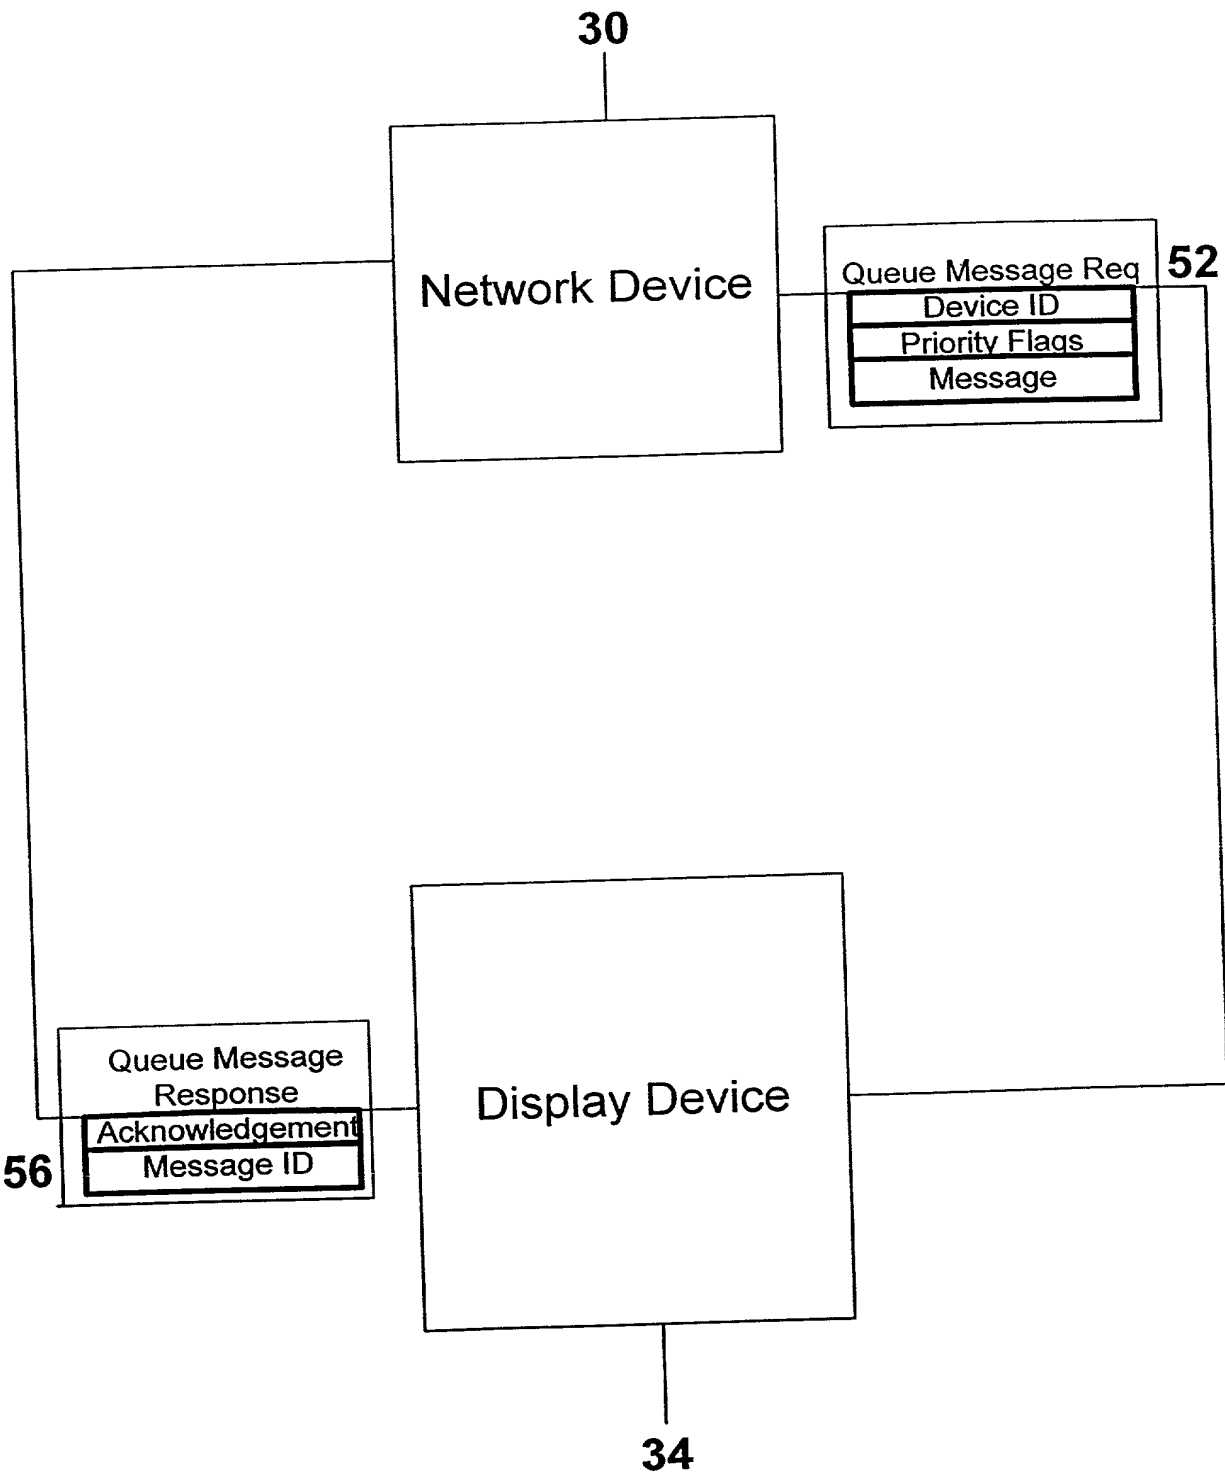 30
Network Device
Queue Message Req
52
Device ID
Priority Flags
Message
Queue Message
Response
Acknowledgement
Message ID
56
Display Device
34